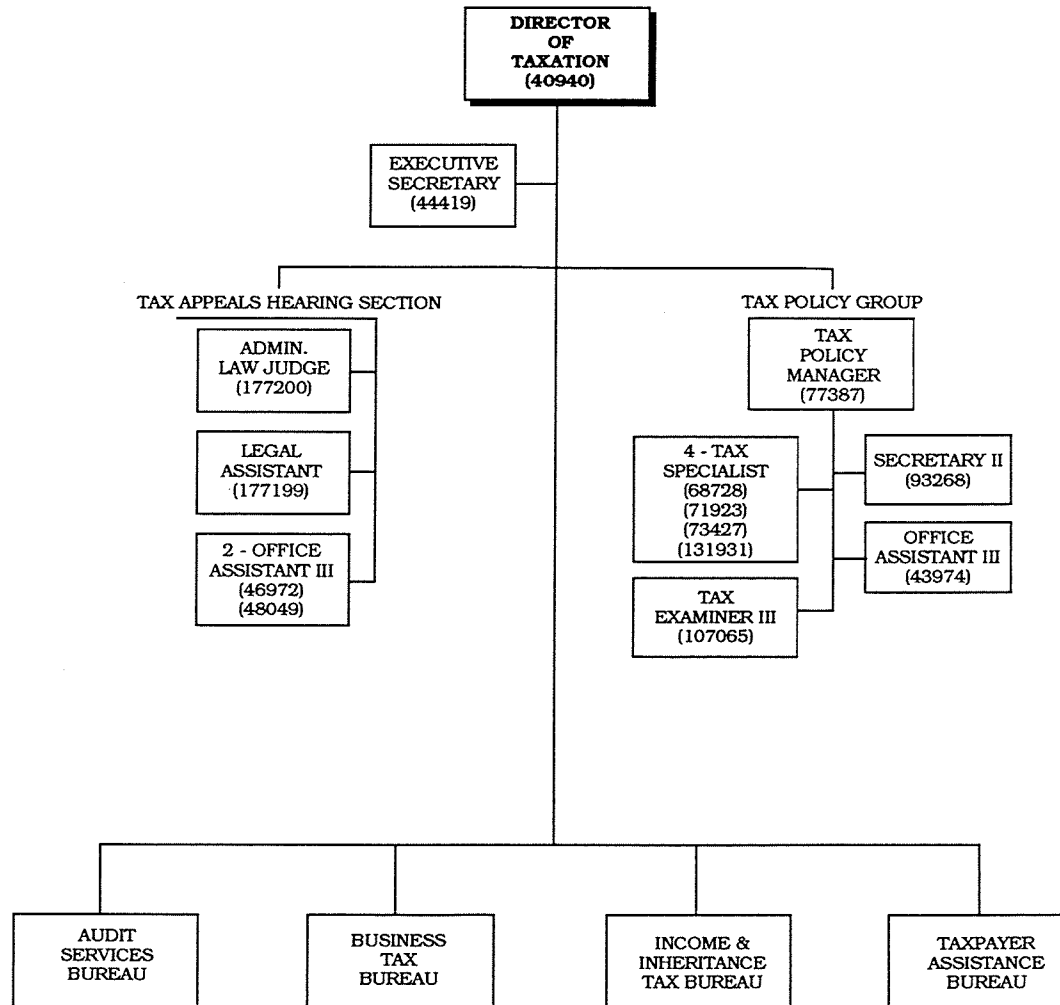 DIRECTOR
OF
TAXATION
(40940)
EXECUTIVE
SECRETARY
(44419)
TAX APPEALS HEARING SECTION
ADMIN.
LAW JUDGE
(177200)
LEGAL
ASSISTANT
(177199)
2 - OFFICE
ASSISTANT III
(46972)
(48049)
TAX POLICY GROUP
TAX
POLICY
MANAGER
(77387)
4 - TAX
SPECIALIST
(68728)
(71923)
(73427)
(131931)
SECRETARY II
(93268)
OFFICE
ASSISTANT III
(43974)
TAX
EXAMINER III
(107065)
AUDIT
SERVICES
BUREAU
BUSINESS
TAX
BUREAU
INCOME &
INHERITANCE
TAX BUREAU
TAXPAYER
ASSISTANCE
BUREAU